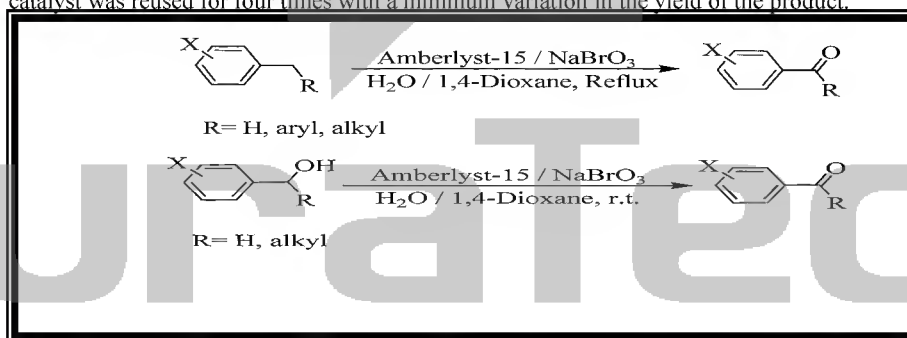 catalyst was reused for four times with a minimum variation in the yield of the product.
X
Amberlyst-15 / NaBrO₃
O
R
H₂O / 1,4-Dioxane, Reflux
X
R
R= H, aryl, alkyl
X
OH
Amberlyst-15 / NaBrO₃
X
O
R
H₂O / 1,4-Dioxane, r.t.
R
R= H, alkyl
uraTec